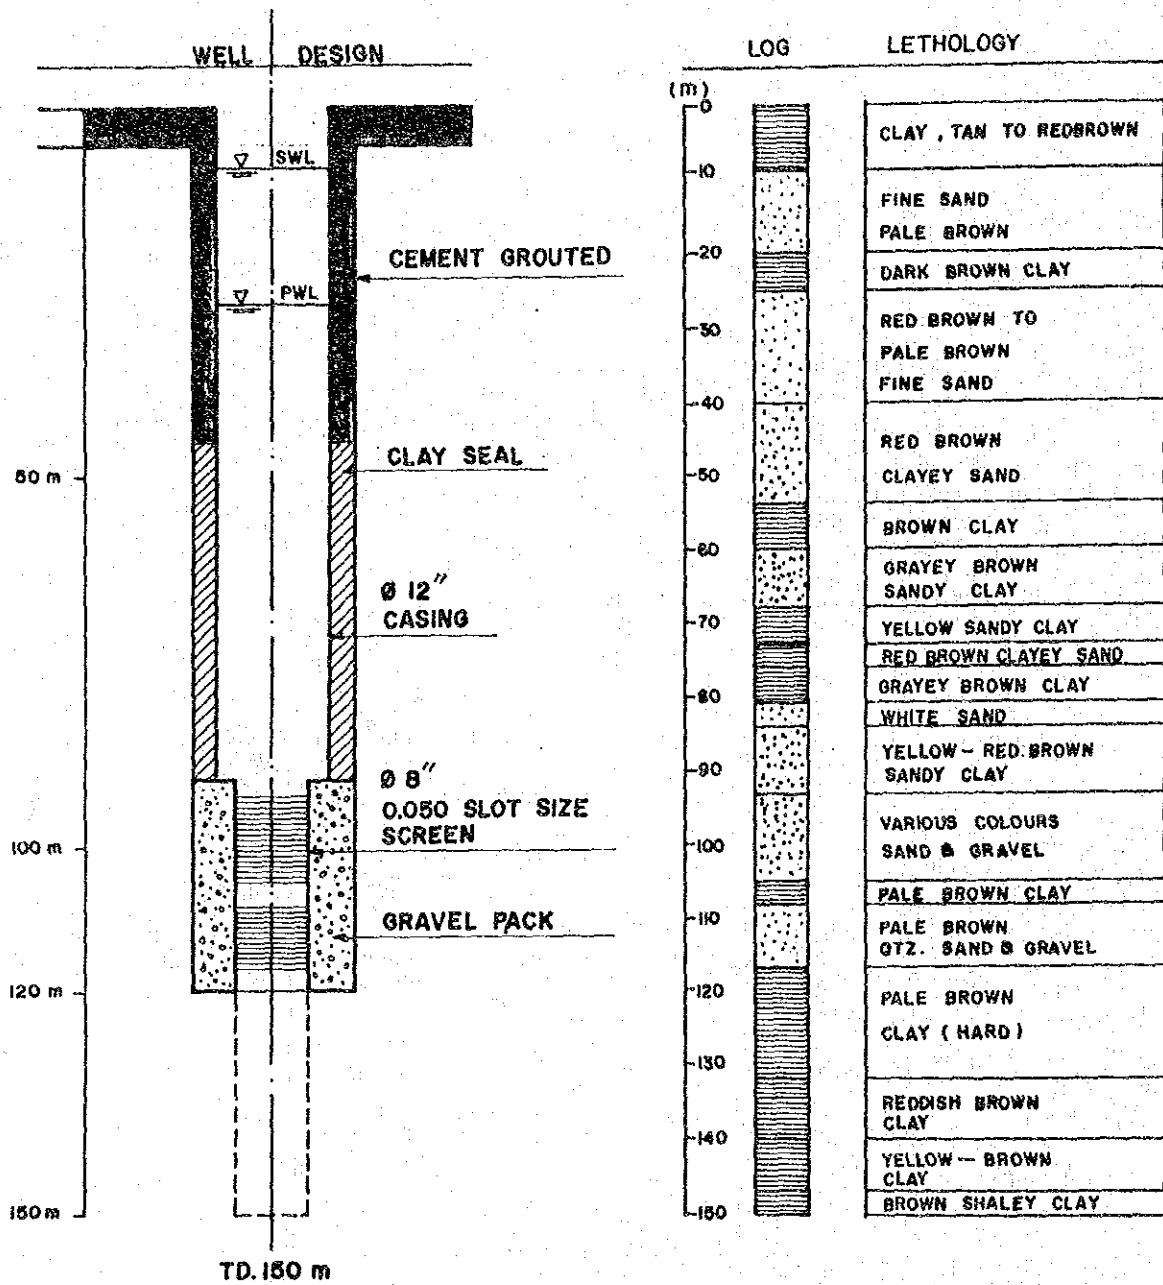 WELL DESIGN
SWL
PWL
CEMENT GROUTED
CLAY SEAL
Ø 12"
CASING
Ø 8"
0.050 SLOT SIZE
SCREEN
GRAVEL PACK
50 m
100 m
120 m
150 m
TD. 150 m
LOG
LETHOLOGY
(m)
0
10
20
30
40
50
60
70
80
90
100
110
120
130
140
150
CLAY , TAN TO REDBROWN
FINE SAND
PALE BROWN
DARK BROWN CLAY
RED BROWN TO
PALE BROWN
FINE SAND
RED BROWN
CLAYEY SAND
BROWN CLAY
GRAYEY BROWN
SANDY CLAY
YELLOW SANDY CLAY
RED BROWN CLAYEY SAND
GRAYEY BROWN CLAY
WHITE SAND
YELLOW - RED BROWN
SANDY CLAY
VARIOUS COLOURS
SAND & GRAVEL
PALE BROWN CLAY
PALE BROWN
QTZ. SAND & GRAVEL
PALE BROWN
CLAY ( HARD )
REDDISH BROWN
CLAY
YELLOW - BROWN
CLAY
BROWN SHALEY CLAY